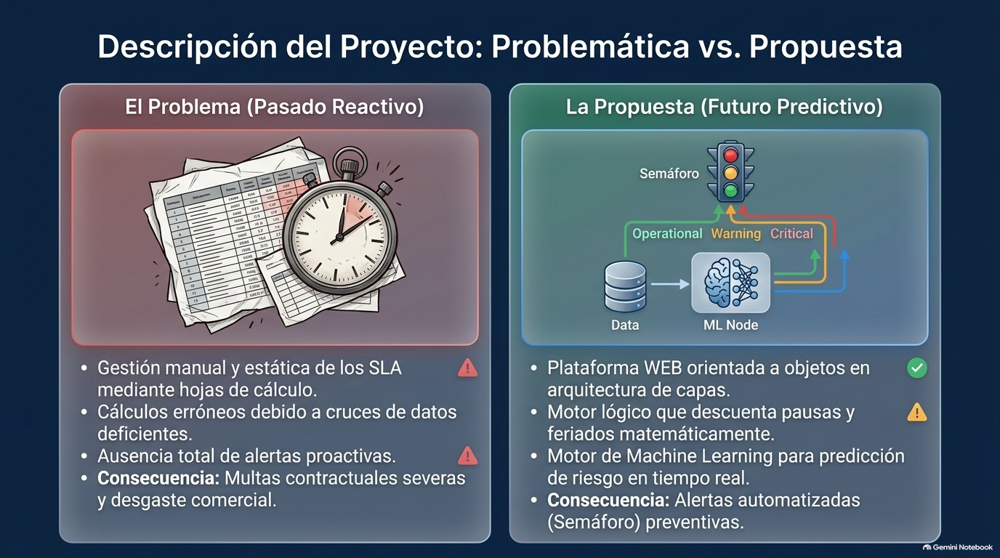 Descripción del Proyecto: Problemática vs. Propuesta
El Problema (Pasado Reactivo)
• Gestión manual y estática de los SLA
mediante hojas de cálculo.
• Cálculos erróneos debido a cruces de datos
deficientes.
• Ausencia total de alertas proactivas.
• Consecuencia: Multas contractuales severas
y desgaste comercial.
La Propuesta (Futuro Predictivo)
Semáforo
Operational Warning Critical
Data
ML Node
• Plataforma WEB orientada a objetos en
arquitectura de capas.
• Motor lógico que descuenta pausas y
feriados matemáticamente.
• Motor de Machine Learning para predicción
de riesgo en tiempo real.
• Consecuencia: Alertas automatizadas
(Semáforo) preventivas.
Gemini Notebook